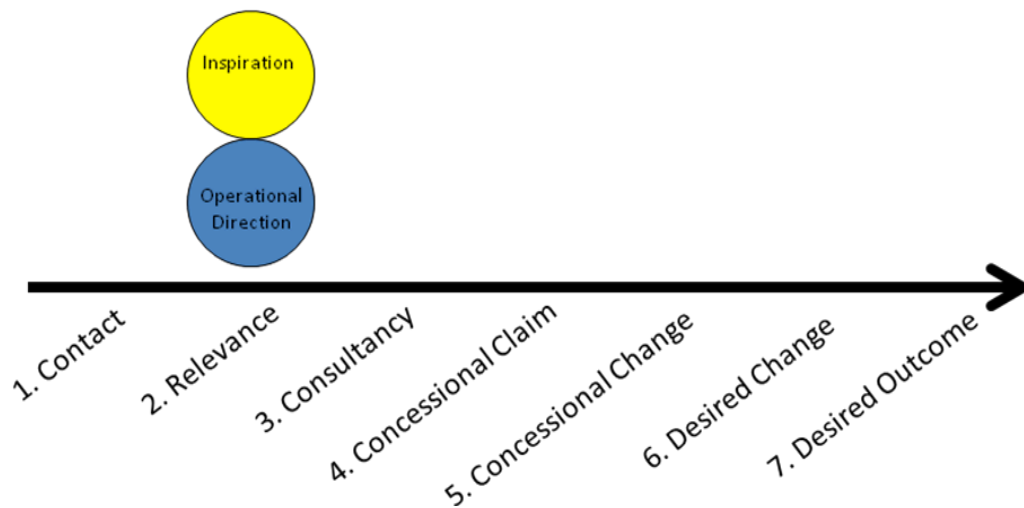 Inspiration
Operational
Direction
1. Contact
2. Relevance
3. Consultancy
4. Concessional Claim
5. Concessional Change
6. Desired Change
7. Desired Outcome